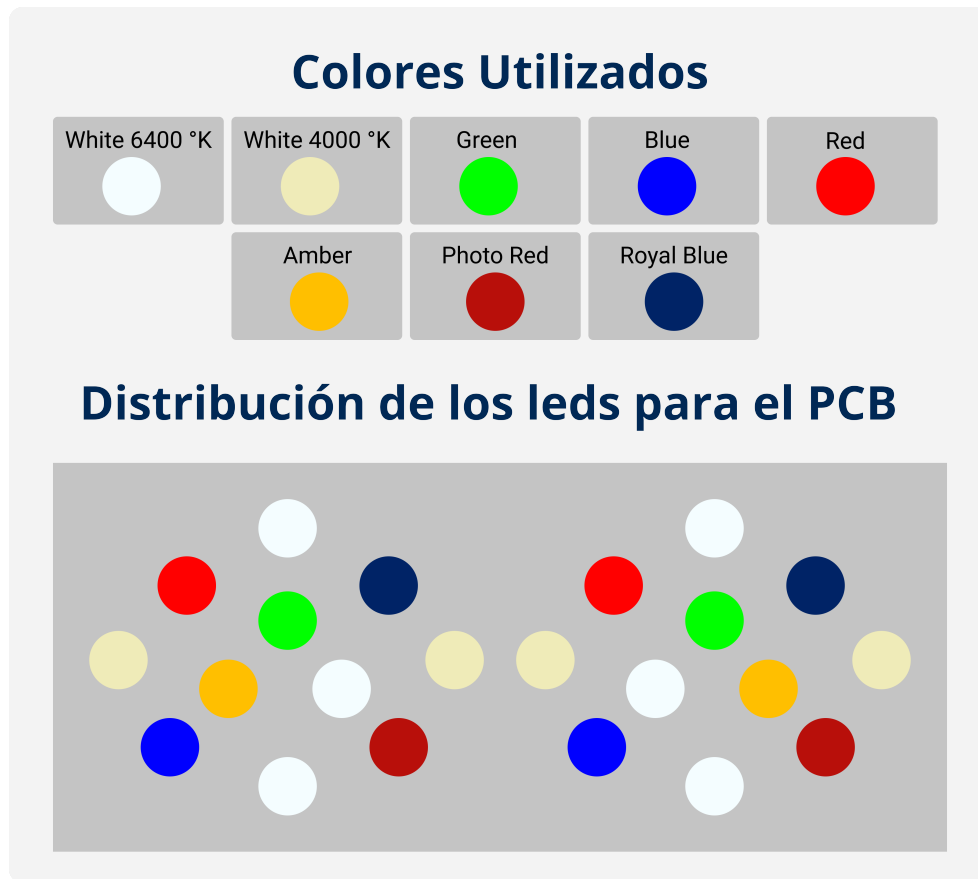 Colores Utilizados
White 6400 °K
White 4000 °K
Green
Blue
Red
Amber
Photo Red
Royal Blue
Distribución de los leds para el PCB